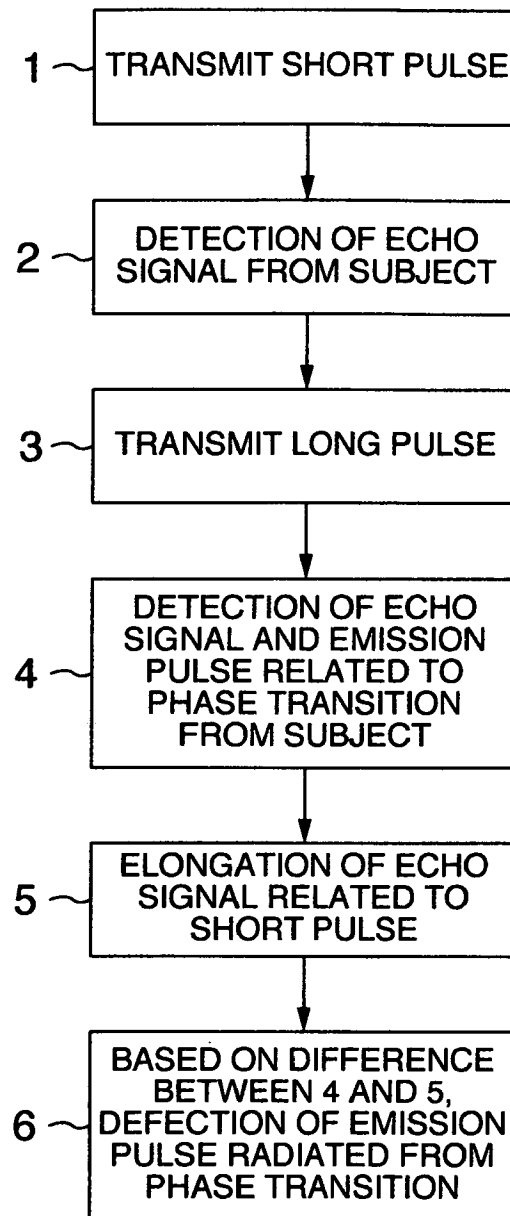 1 TRANSMIT SHORT PULSE
2 DETECTION OF ECHO
SIGNAL FROM SUBJECT
3 TRANSMIT LONG PULSE
4 DETECTION OF ECHO
SIGNAL AND EMISSION
PULSE RELATED TO
PHASE TRANSITION
FROM SUBJECT
5 ELONGATION OF ECHO
SIGNAL RELATED TO
SHORT PULSE
6 BASED ON DIFFERENCE
BETWEEN 4 AND 5,
DEFECTION OF EMISSION
PULSE RADIATED FROM
PHASE TRANSITION